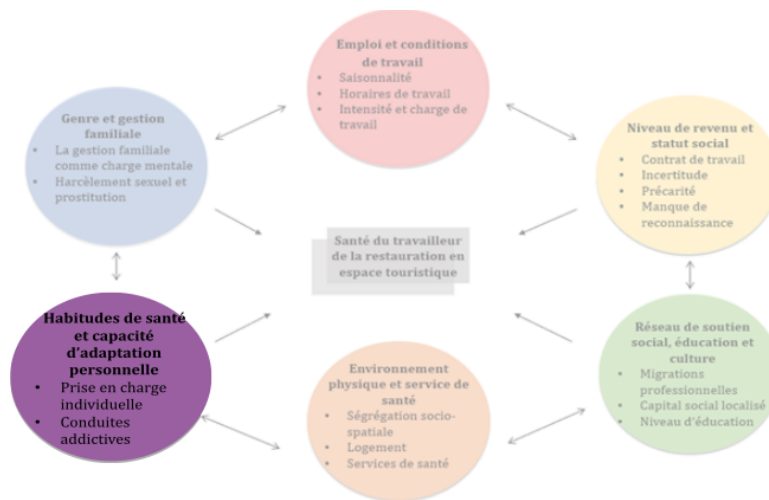 Emploi et conditions
de travail
• Saisonnalité
• Horaires de travail
• Intensité et charge de
travail
Genre et gestion
familiale
• La gestion familiale
comme charge mentale
• Harcèlement sexuel et
prostitution
Niveau de revenu et
statut social
• Contrat de travail
• Incertitude
• Précarité
• Manque de
reconnaissance
Santé du travailleur
de la restauration en
espace touristique
Habitudes de santé
et capacité
d'adaptation
personnelle
• Prise en charge
individuelle
• Conduites
addictives
Environnement
physique et service de
santé
• Ségrégation socio-
spatiale
• Logement
• Services de santé
Réseau de soutien
social, éducation et
culture
• Migrations
professionnelles
• Capital social localisé
• Niveau d'éducation